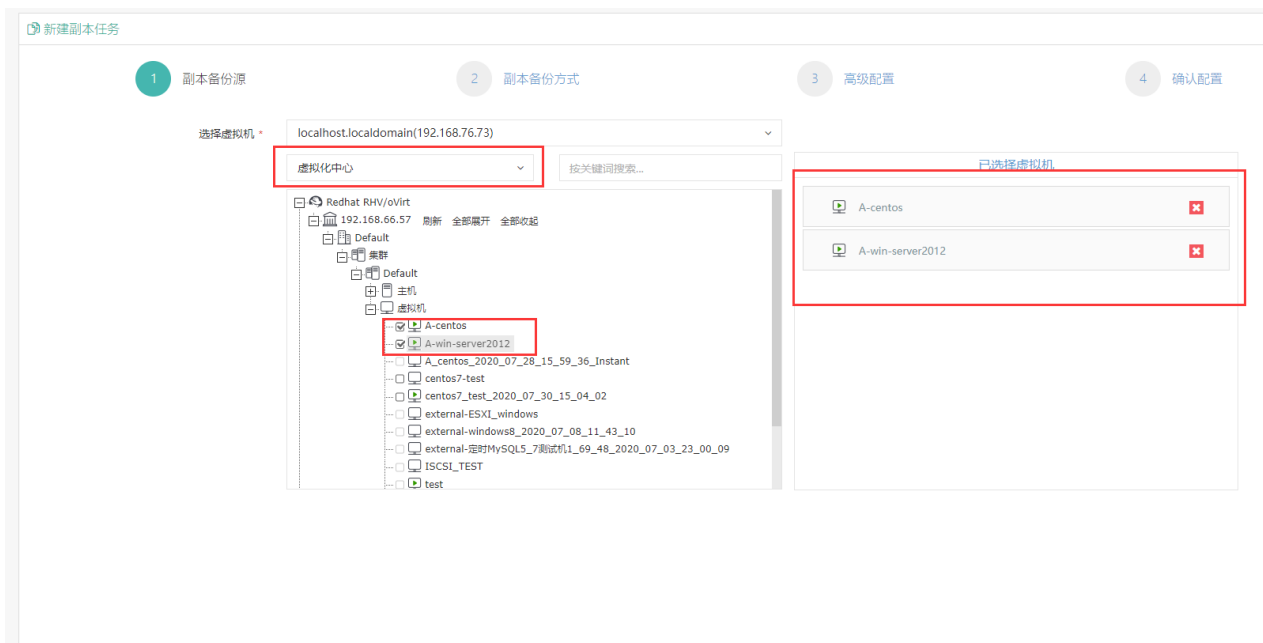 新建副本任务
1 副本备份源 2 副本备份方式 3 高级配置 4 确认配置
选择虚拟机 * localhost.localdomain(192.168.76.73)
虚拟化中心 按关键词搜索... 已选择虚拟机
Redhat RHV/oVirt
192.168.66.57 刷新 全部展开 全部收起
Default
集群
Default
主机
虚拟机
A-centos
A-win-server2012
A_centos_2020_07_28_15_59_36_Instant
centos7-test
centos7_test_2020_07_30_15_04_02
external-ESXI_windows
external-windows8_2020_07_08_11_43_10
external-定时MySQL5_7测试机1_69_48_2020_07_03_23_00_09
ISCSI_TEST
test
A-centos
A-win-server2012